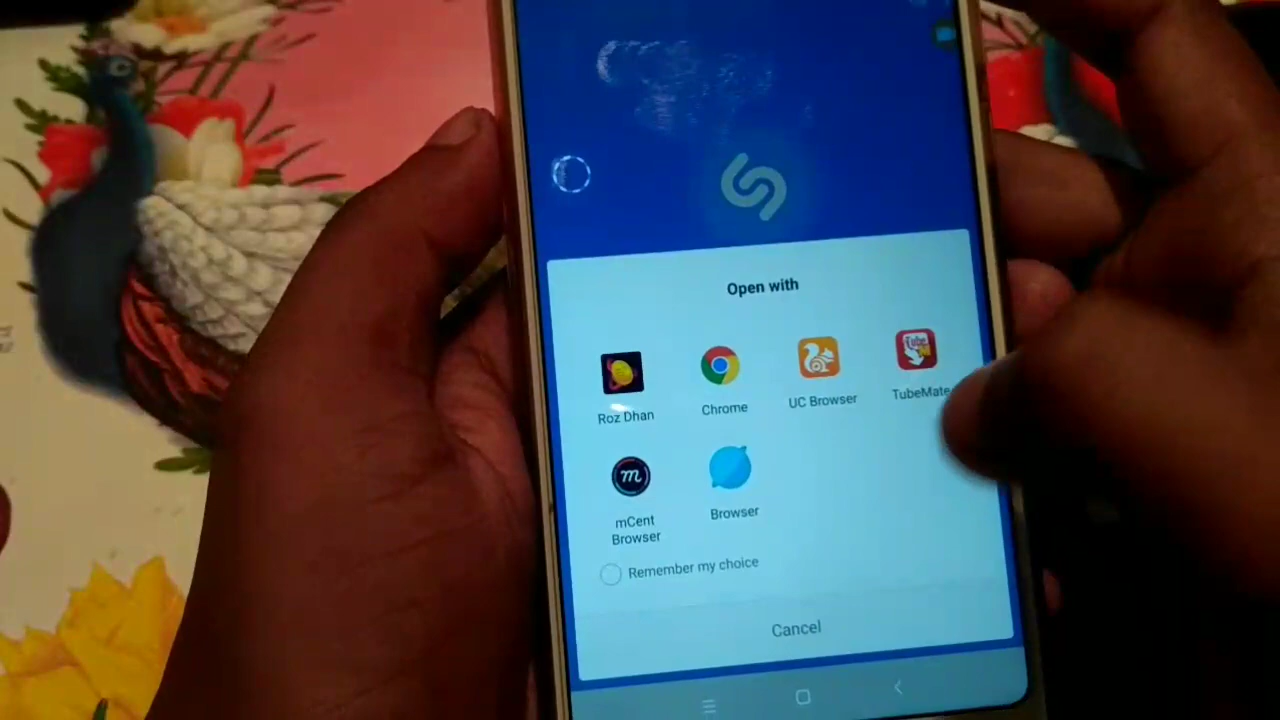 Open with
Roz Dhan
Chrome
UC Browser
TubeMate
mCent
Browser
Browser
Remember my choice
Cancel